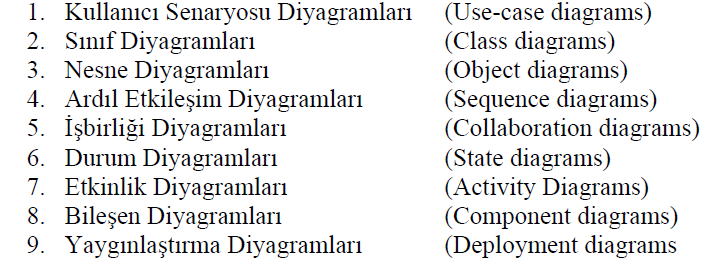 1. Kullanıcı Senaryosu Diyagramları (Use-case diagrams)
2. Sınıf Diyagramları (Class diagrams)
3. Nesne Diyagramları (Object diagrams)
4. Ardıl Etkileşim Diyagramları (Sequence diagrams)
5. İşbirliği Diyagramları (Collaboration diagrams)
6. Durum Diyagramları (State diagrams)
7. Etkinlik Diyagramları (Activity Diagrams)
8. Bileşen Diyagramları (Component diagrams)
9. Yaygınlaştırma Diyagramları (Deployment diagrams